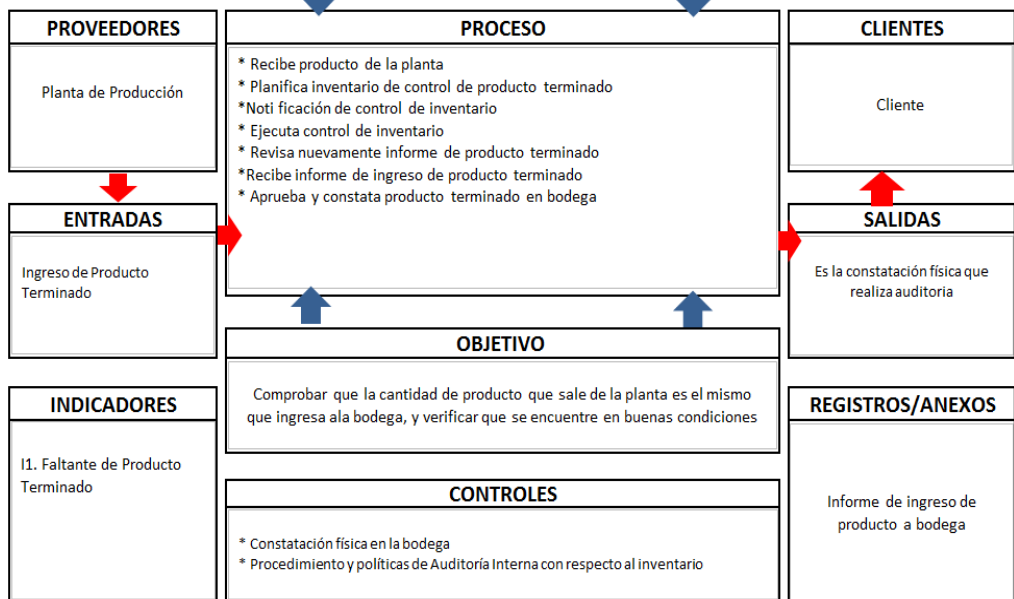 PROVEEDORES
Planta de Producción
ENTRADAS
Ingreso de Producto
Terminado
INDICADORES
I1. Faltante de Producto
Terminado
PROCESO
* Recibe producto de la planta
* Planifica inventario de control de producto terminado
*Noti ficación de control de inventario
* Ejecuta control de inventario
* Revisa nuevamente informe de producto terminado
*Recibe informe de ingreso de producto terminado
* Aprueba y constata producto terminado en bodega
OBJETIVO
Comprobar que la cantidad de producto que sale de la planta es el mismo
que ingresa ala bodega, y verificar que se encuentre en buenas condiciones
CONTROLES
* Constatación física en la bodega
* Procedimiento y políticas de Auditoría Interna con respecto al inventario
CLIENTES
Cliente
SALIDAS
Es la constatación física que
realiza auditoria
REGISTROS/ANEXOS
Informe de ingreso de
producto a bodega